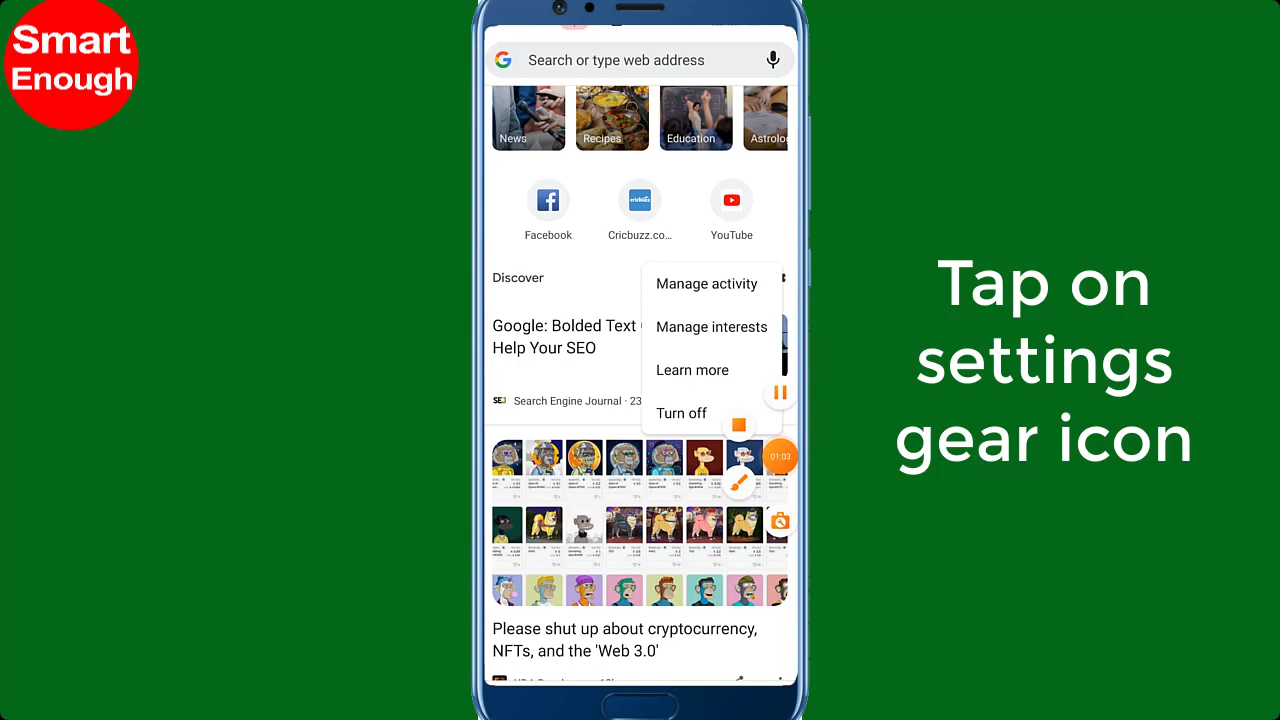 Smart
Enough
Search or type web address
News
Recipes
Education
Astrolo
Facebook
Cricbuzz.co...
YouTube
Discover
Manage activity
Manage interests
Learn more
Turn off
Google: Bolded Text
Help Your SEO
SEJ Search Engine Journal · 23
01:03
Please shut up about cryptocurrency,
NFTs, and the 'Web 3.0'
Tap on
settings
gear icon